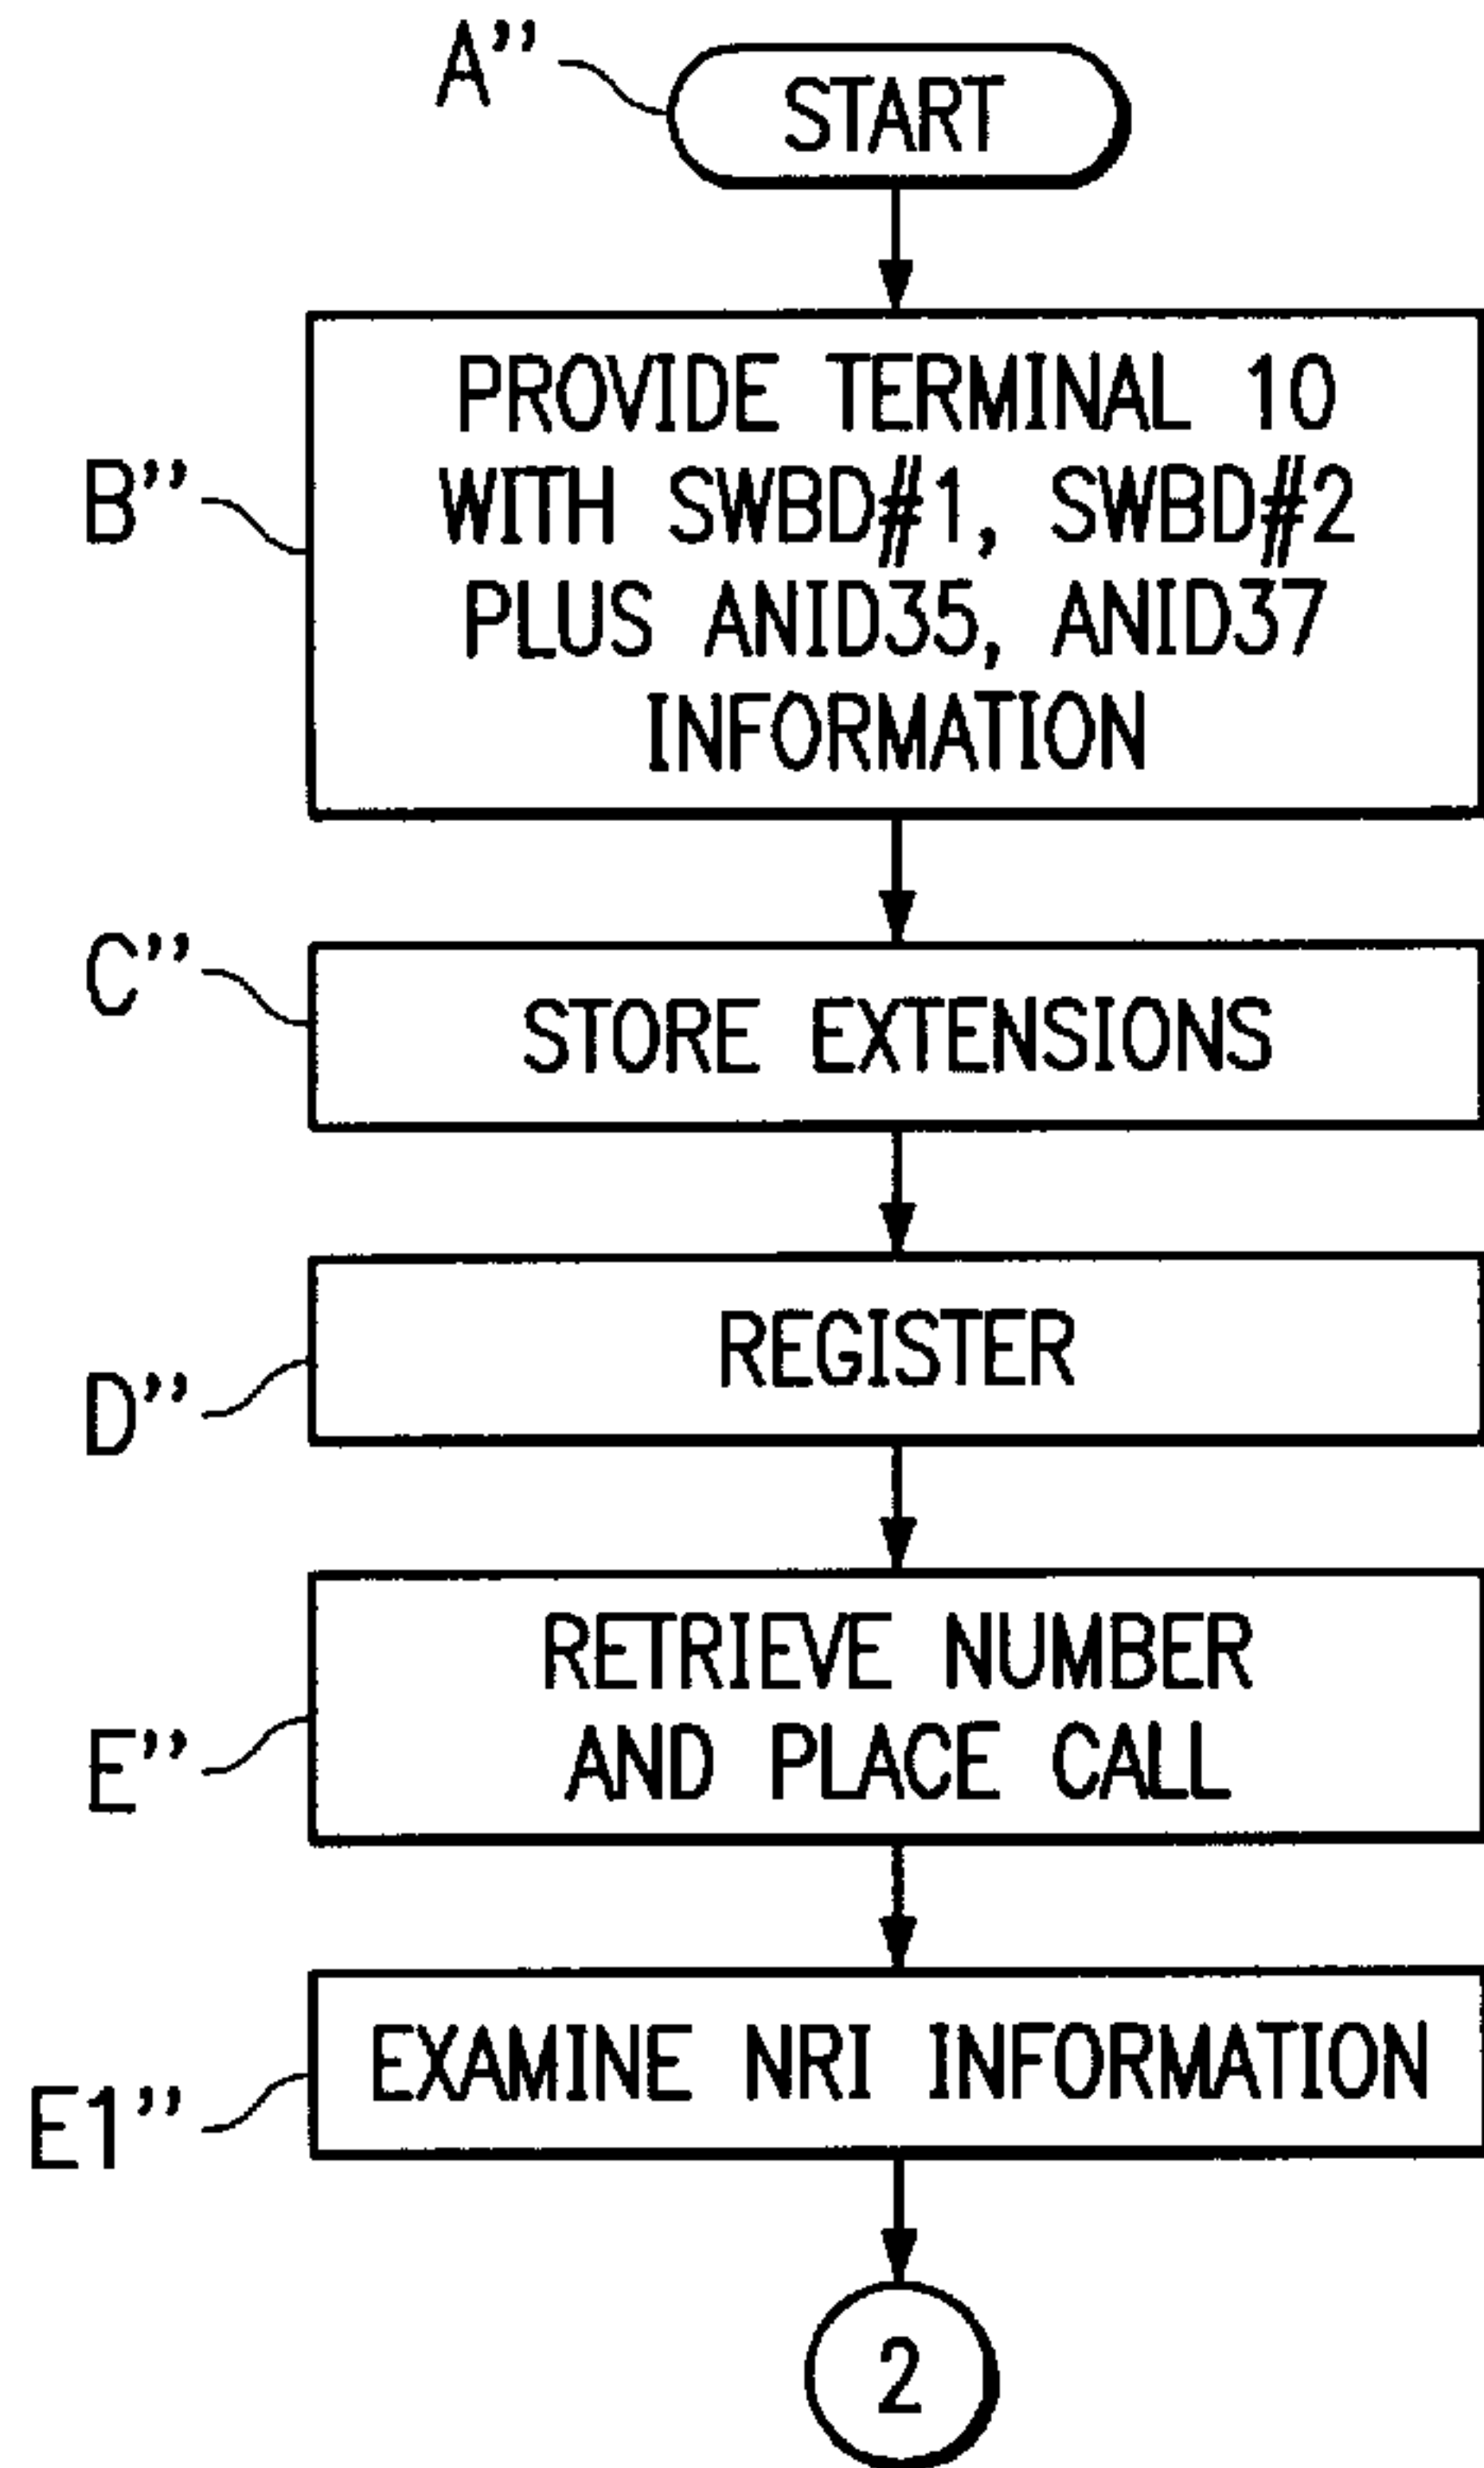 A”
START
B”
PROVIDE TERMINAL 10
WITH SWBD#1, SWBD#2
PLUS ANID35, ANID37
INFORMATION
C”
STORE EXTENSIONS
D”
REGISTER
E”
RETRIEVE NUMBER
AND PLACE CALL
E1”
EXAMINE NRI INFORMATION
2